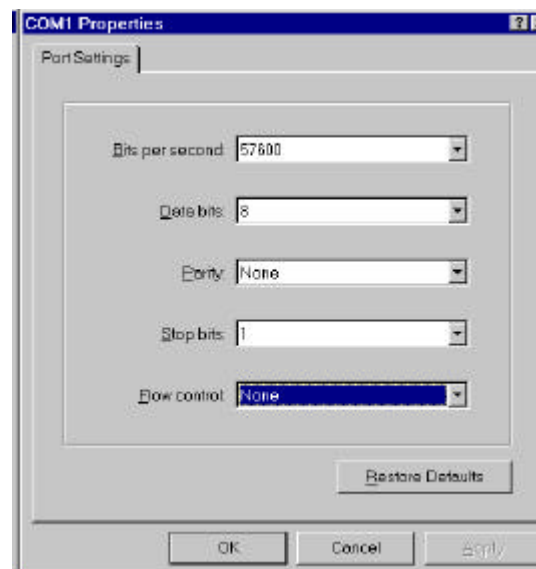 COM1 Properties
Port Settings
Bits per second: 57600
Data bits: 8
Parity: None
Stop bits: 1
Flow control: None
Restore Defaults
OK Cancel Apply